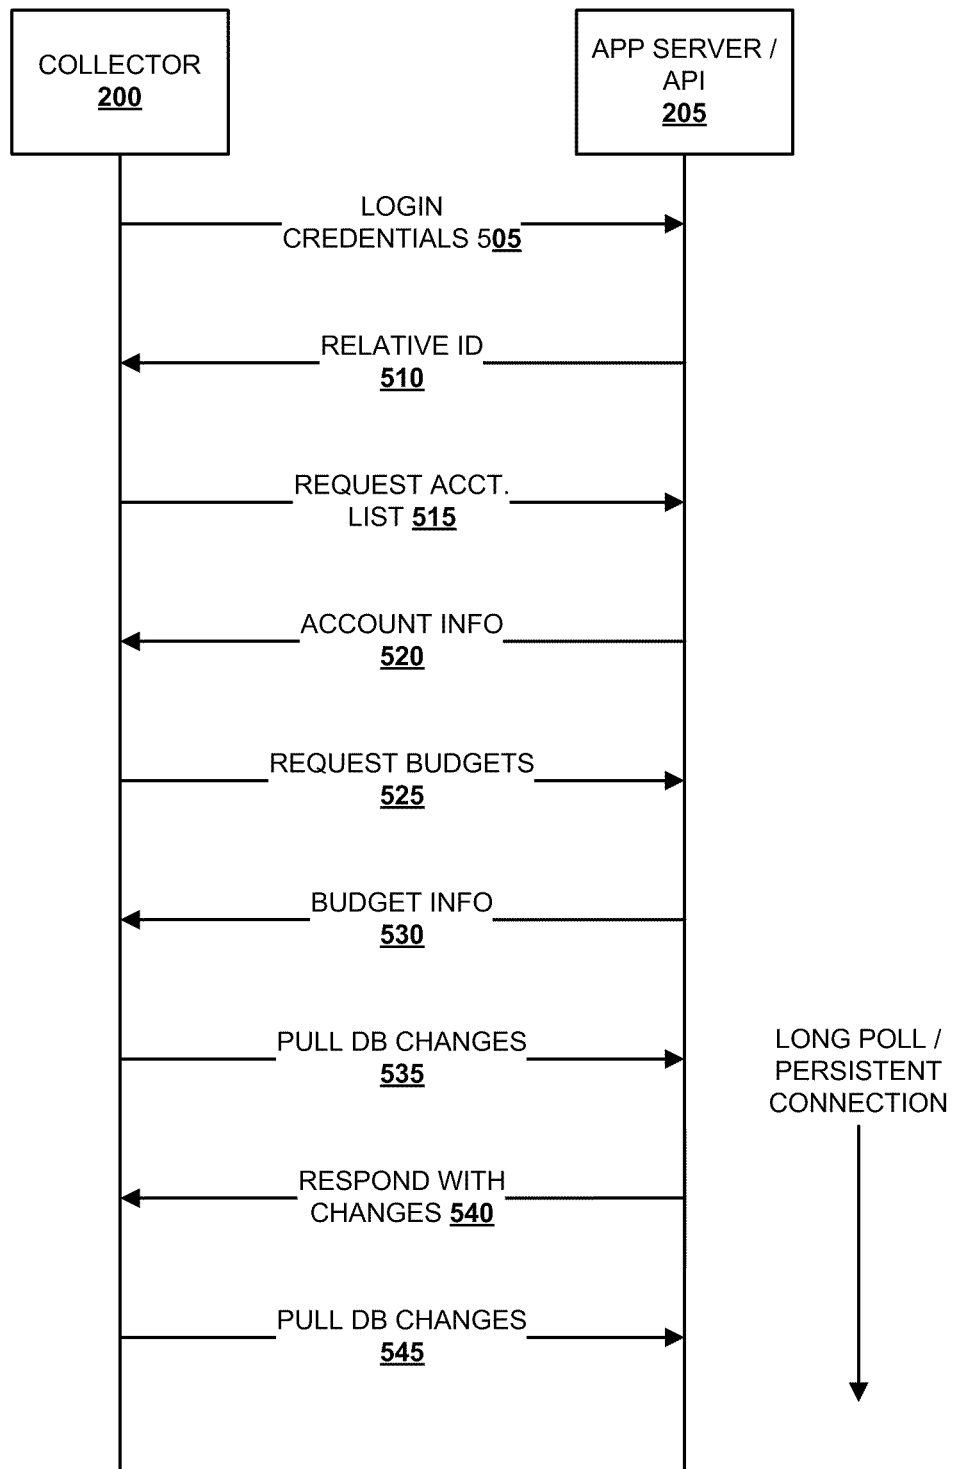 COLLECTOR
200
APP SERVER /
API
205
LOGIN
CREDENTIALS 505
RELATIVE ID
510
REQUEST ACCT.
LIST 515
ACCOUNT INFO
520
REQUEST BUDGETS
525
BUDGET INFO
530
PULL DB CHANGES
535
LONG POLL /
PERSISTENT
CONNECTION
RESPOND WITH
CHANGES 540
PULL DB CHANGES
545